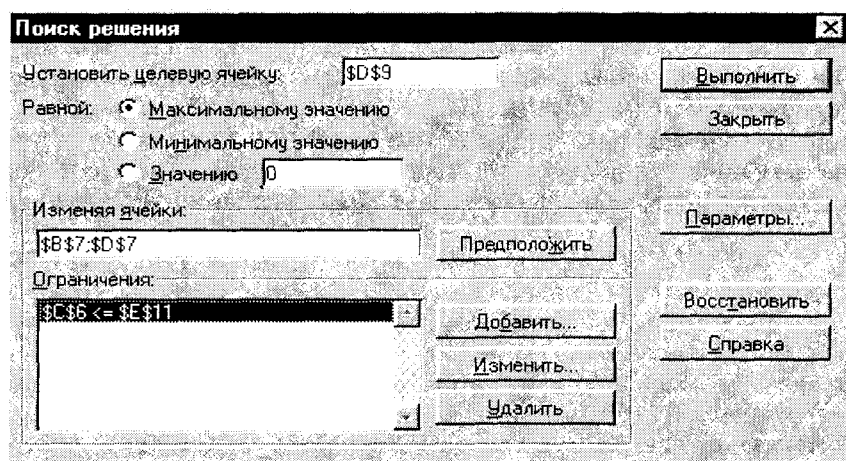 Поиск решения
Установить целевую ячейку: $D$9
Выполнить
Равной: Максимальному значению
Закрыть
Минимальному значению
Значению 0
Изменяя ячейки:
Параметры...
$B$7;$D$7
Предположить
Ограничения:
Восстановить
$C$6 <= $E$11
Добавить...
Справка
Изменить...
Удалить